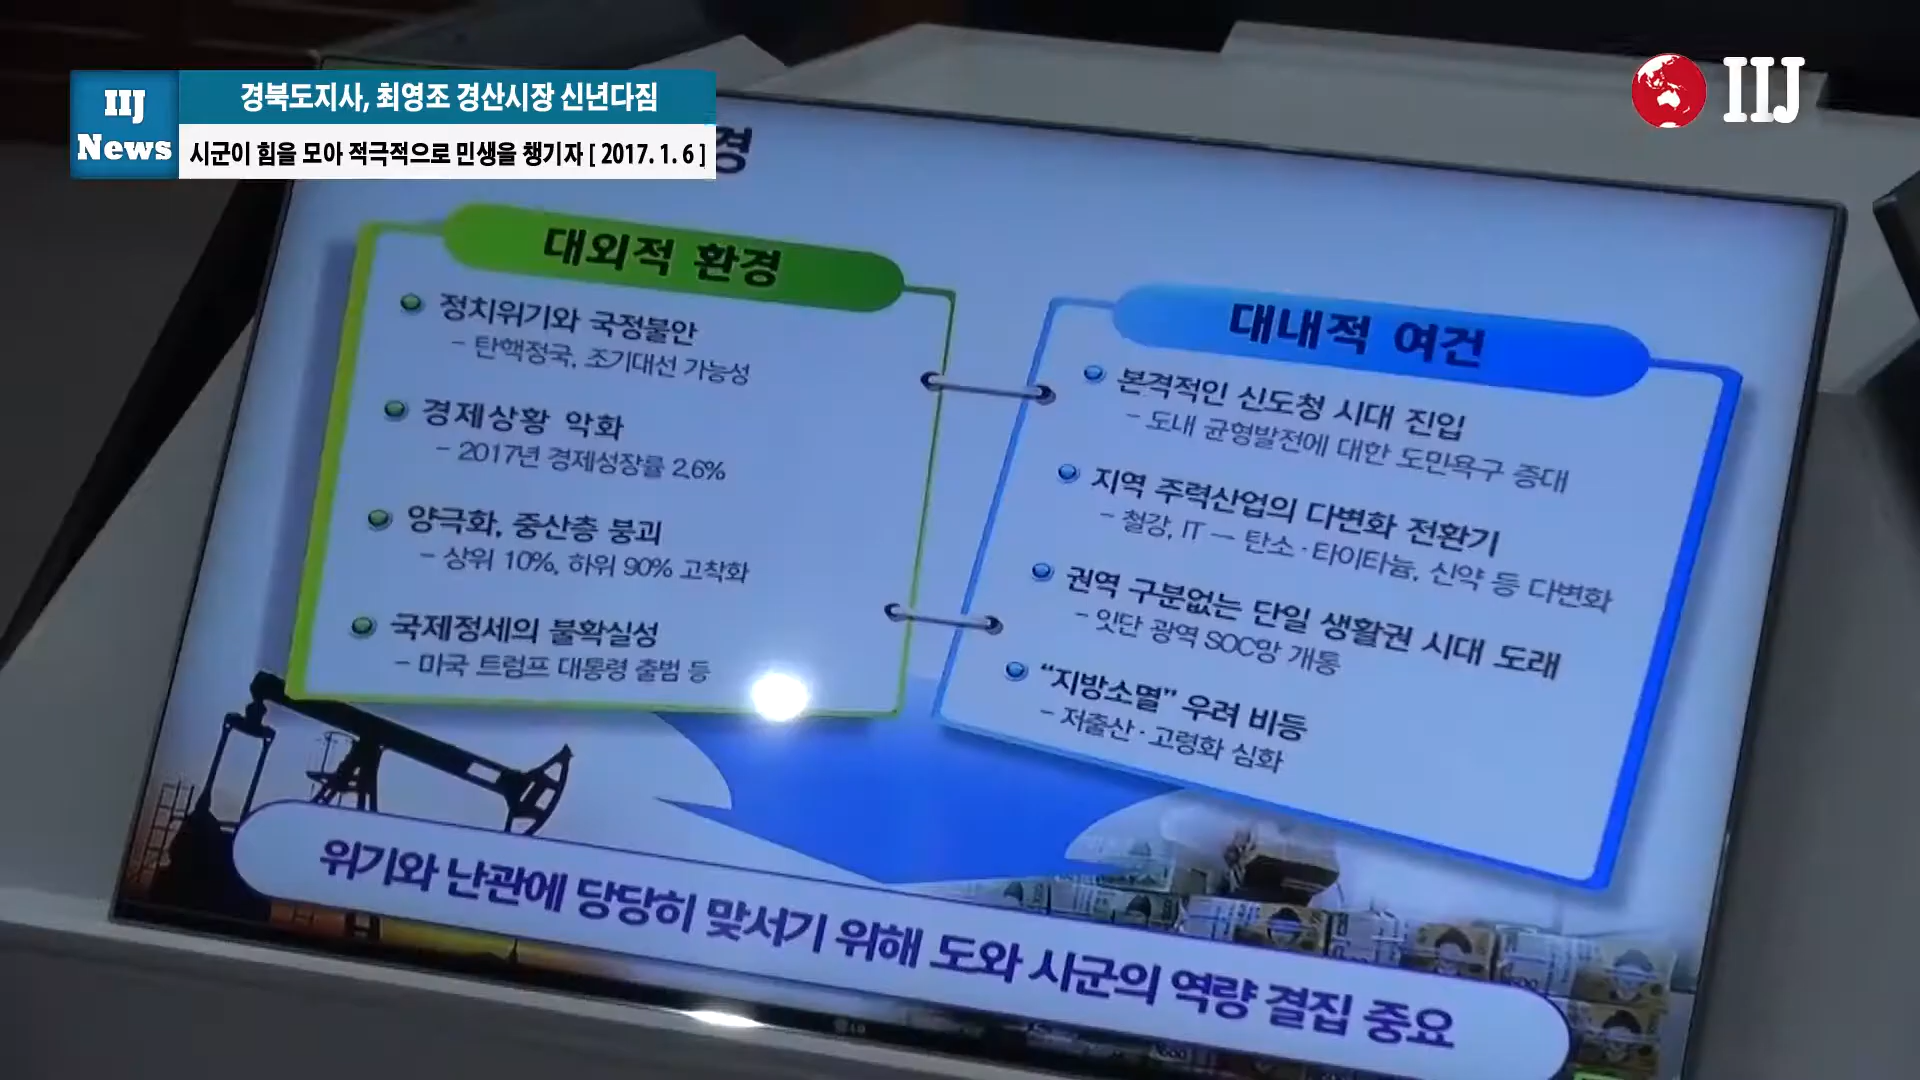 IIJ
News
경북도지사, 최영조 경산시장 신년다짐
시군이 힘을 모아 적극적으로 민생을 챙기자 [ 2017. 1. 6 ]
IIJ
경
대외적 환경
정치위기와 국정불안
- 탄핵정국, 조기대선 가능성
경제상황 악화
- 2017년 경제성장률 2.6%
양극화, 중산층 붕괴
- 상위 10%, 하위 90% 고착화
국제정세의 불확실성
- 미국 트럼프 대통령 출범 등
대내적 여건
본격적인 신도청 시대 진입
- 도내 균형발전에 대한 도민욕구 증대
지역 주력산업의 다변화 전환기
- 철강, IT → 탄소·타이타늄, 신약 등 다변화
권역 구분없는 단일 생활권 시대 도래
- 잇단 광역 SOC망 개통
“지방소멸” 우려 비등
- 저출산·고령화 심화
위기와 난관에 당당히 맞서기 위해 도와 시군의 역량 결집 중요